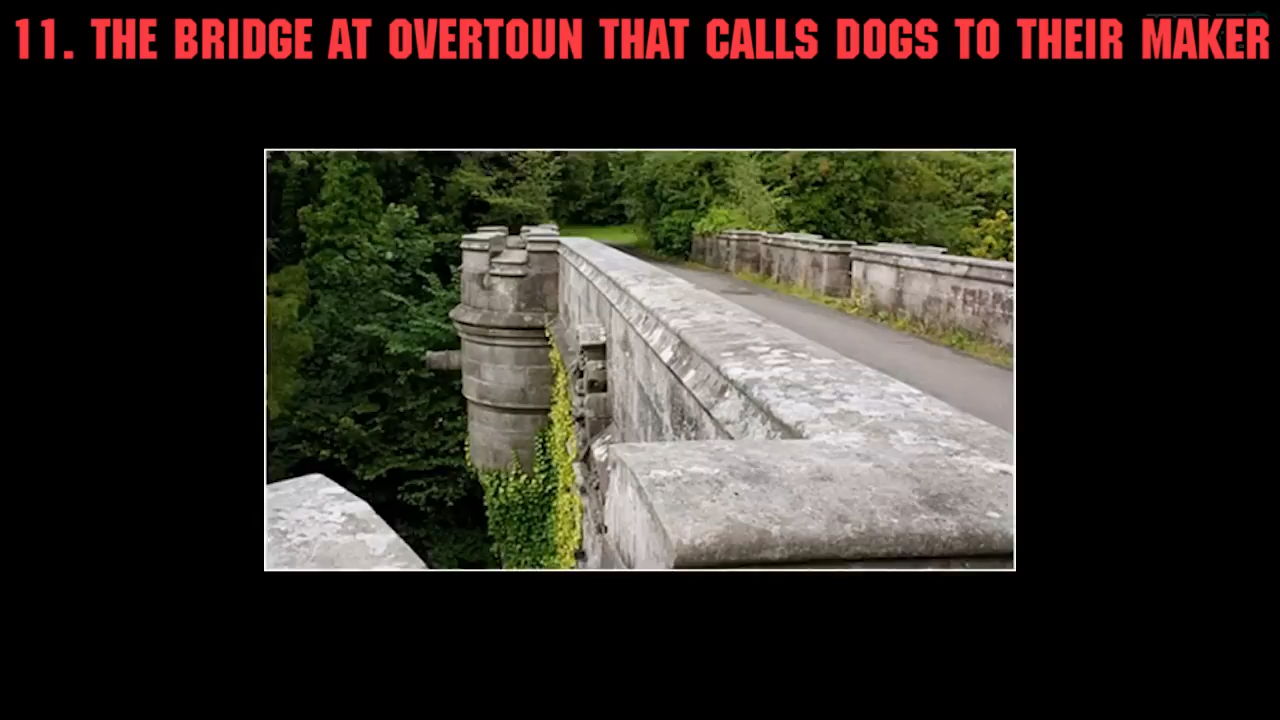 11. THE BRIDGE AT OVERTOUN THAT CALLS DOGS TO THEIR MAKER